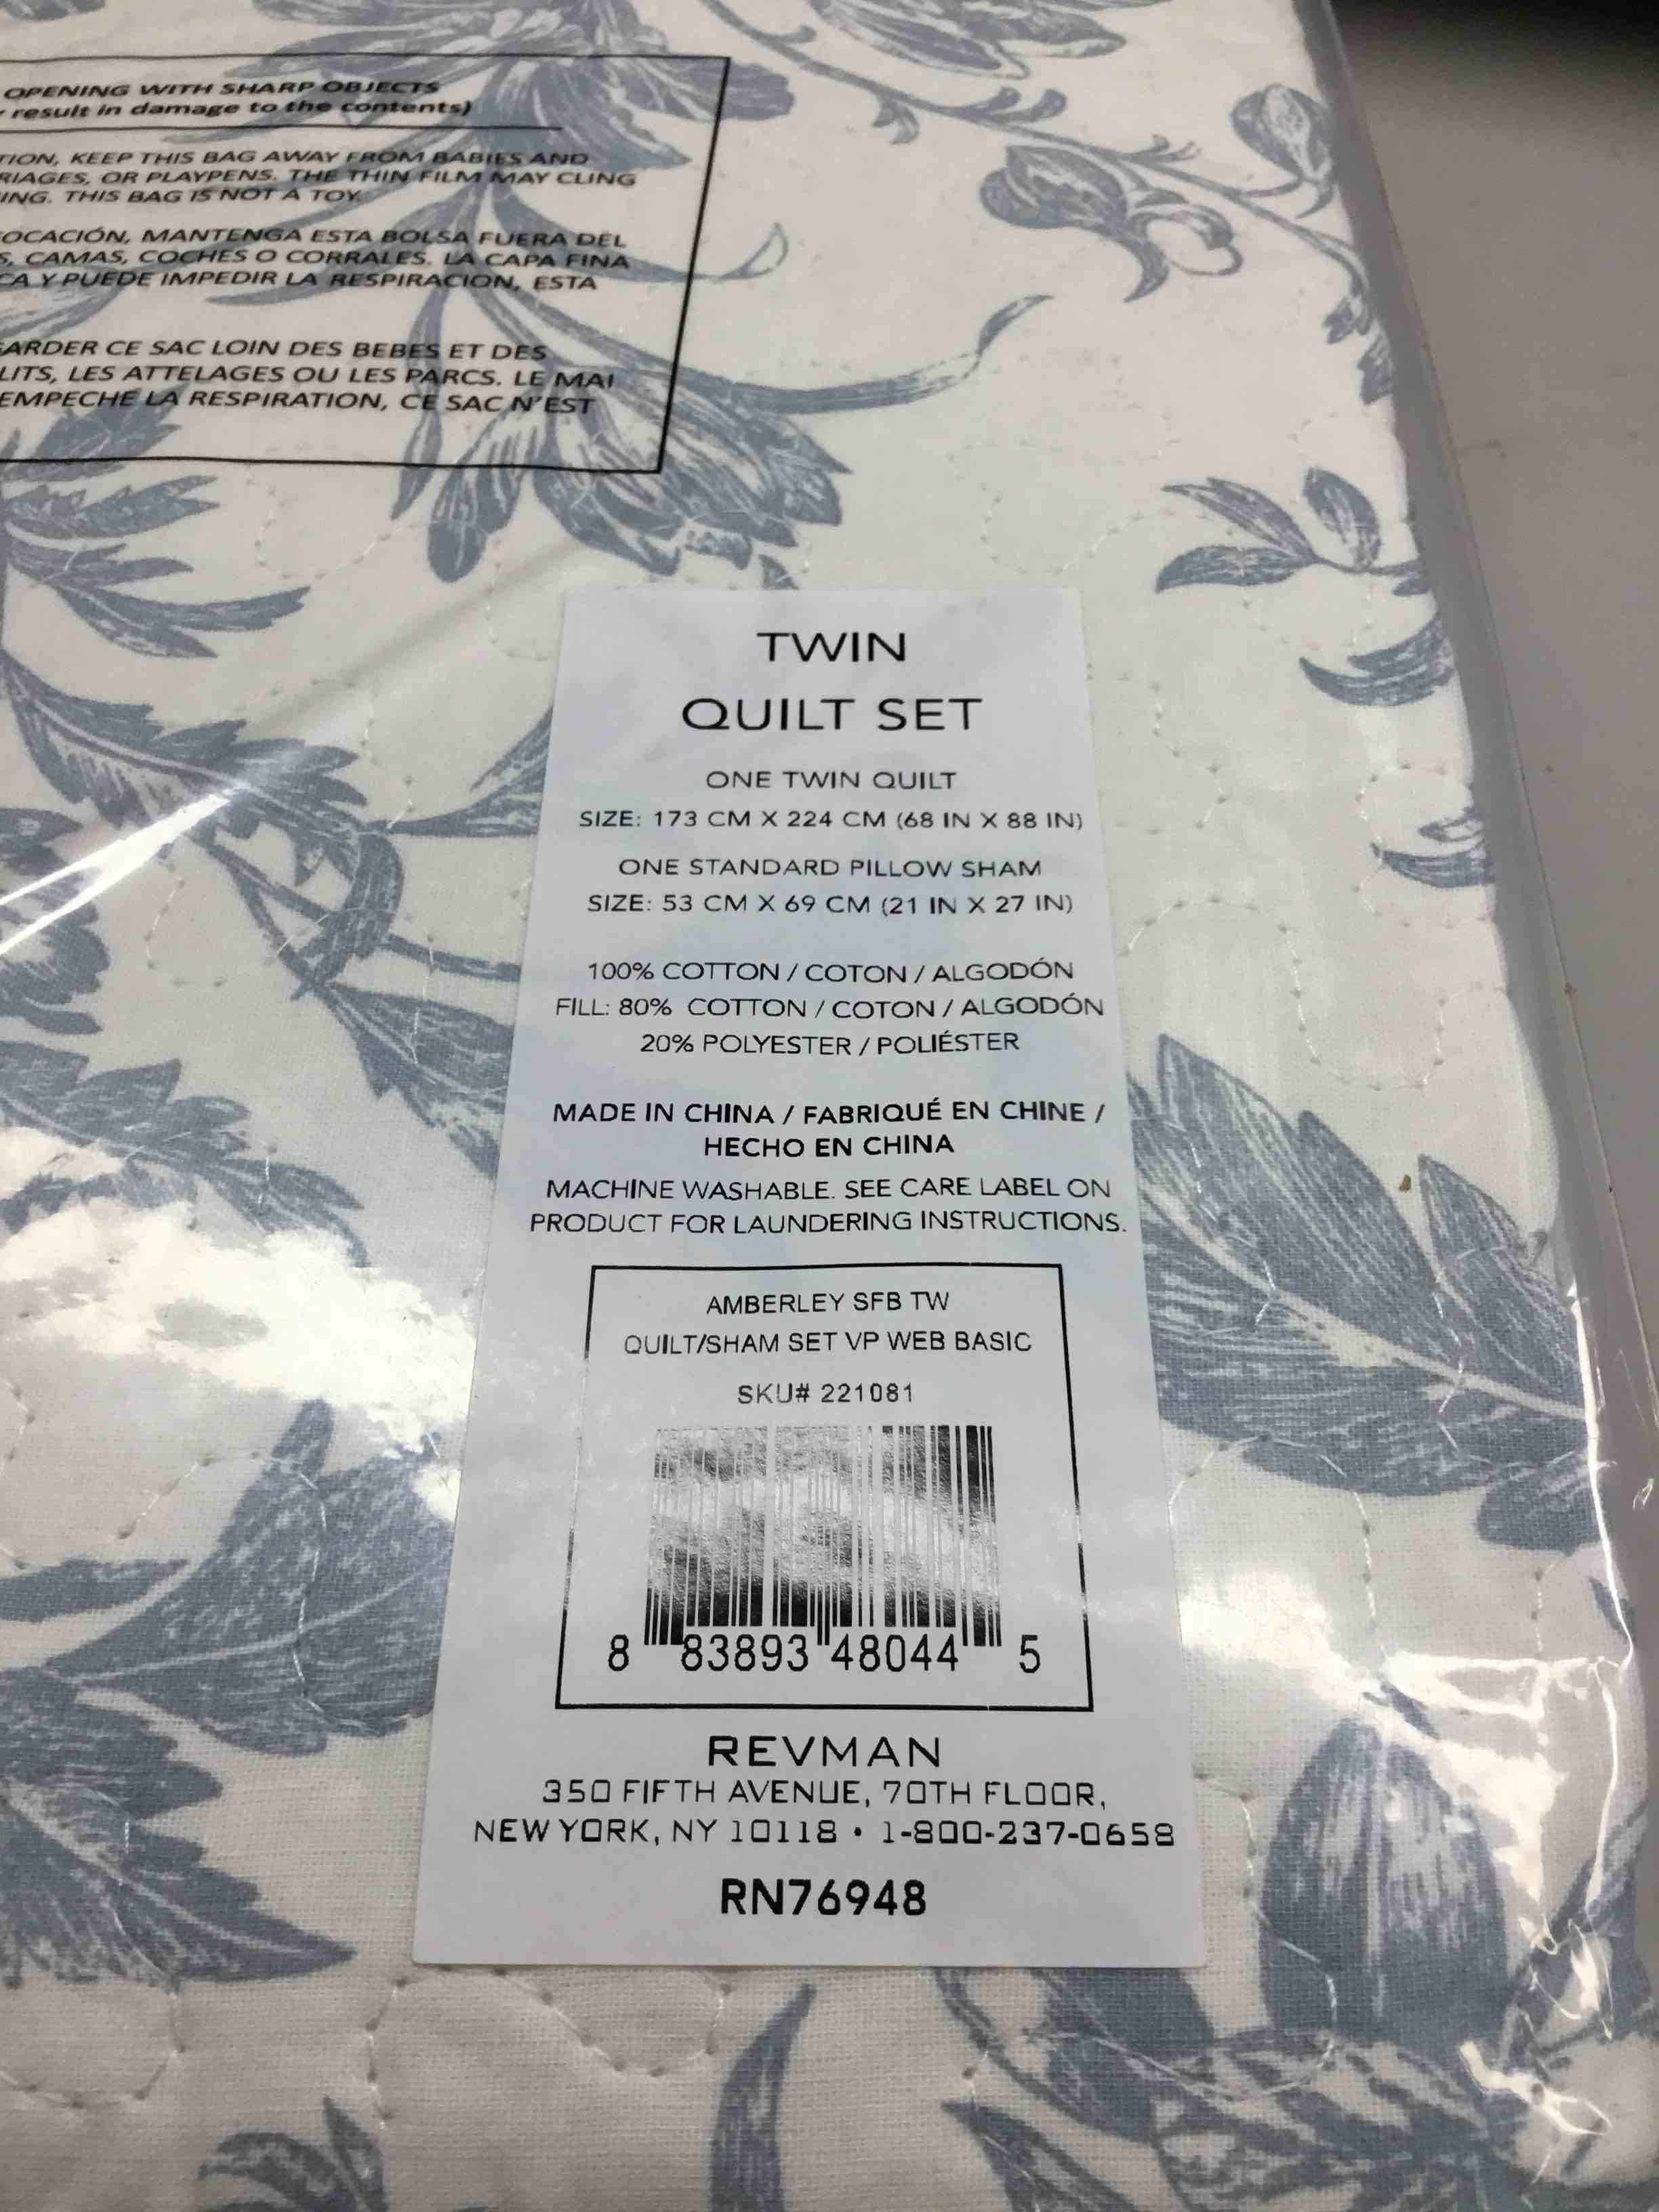 OPENING WITH SHARP OBJECTS
result in damage to the contents)
TION, KEEP THIS BAG AWAY FROM BABIES AND
RIAGES, OR PLAYPENS. THE THIN FILM MAY CLING
ING. THIS BAG IS NOT A TOY.
OCACIÓN, MANTENGA ESTA BOLSA FUERA DEL
S, CAMAS, COCHES O CORRALES. LA CAPA FINA
CA Y PUEDE IMPEDIR LA RESPIRACION, ESTA
GARDER CE SAC LOIN DES BEBES ET DES
LITS, LES ATTELAGES OU LES PARCS. LE MAI
EMPECHE LA RESPIRATION, CE SAC N'EST
TWIN
QUILT SET
ONE TWIN QUILT
SIZE: 173 CM X 224 CM (68 IN X 88 IN)
ONE STANDARD PILLOW SHAM
SIZE: 53 CM X 69 CM (21 IN X 27 IN)
100% COTTON / COTON / ALGODÓN
FILL: 80% COTTON / COTON / ALGODÓN
20% POLYESTER / POLIÉSTER
MADE IN CHINA / FABRIQUÉ EN CHINE /
HECHO EN CHINA
MACHINE WASHABLE. SEE CARE LABEL ON
PRODUCT FOR LAUNDERING INSTRUCTIONS.
AMBERLEY SFB TW
QUILT/SHAM SET VP WEB BASIC
SKU# 221081
8 83893 48044 5
REVMAN
350 FIFTH AVENUE, 70TH FLOOR,
NEW YORK, NY 10118 • 1-800-237-0658
RN76948